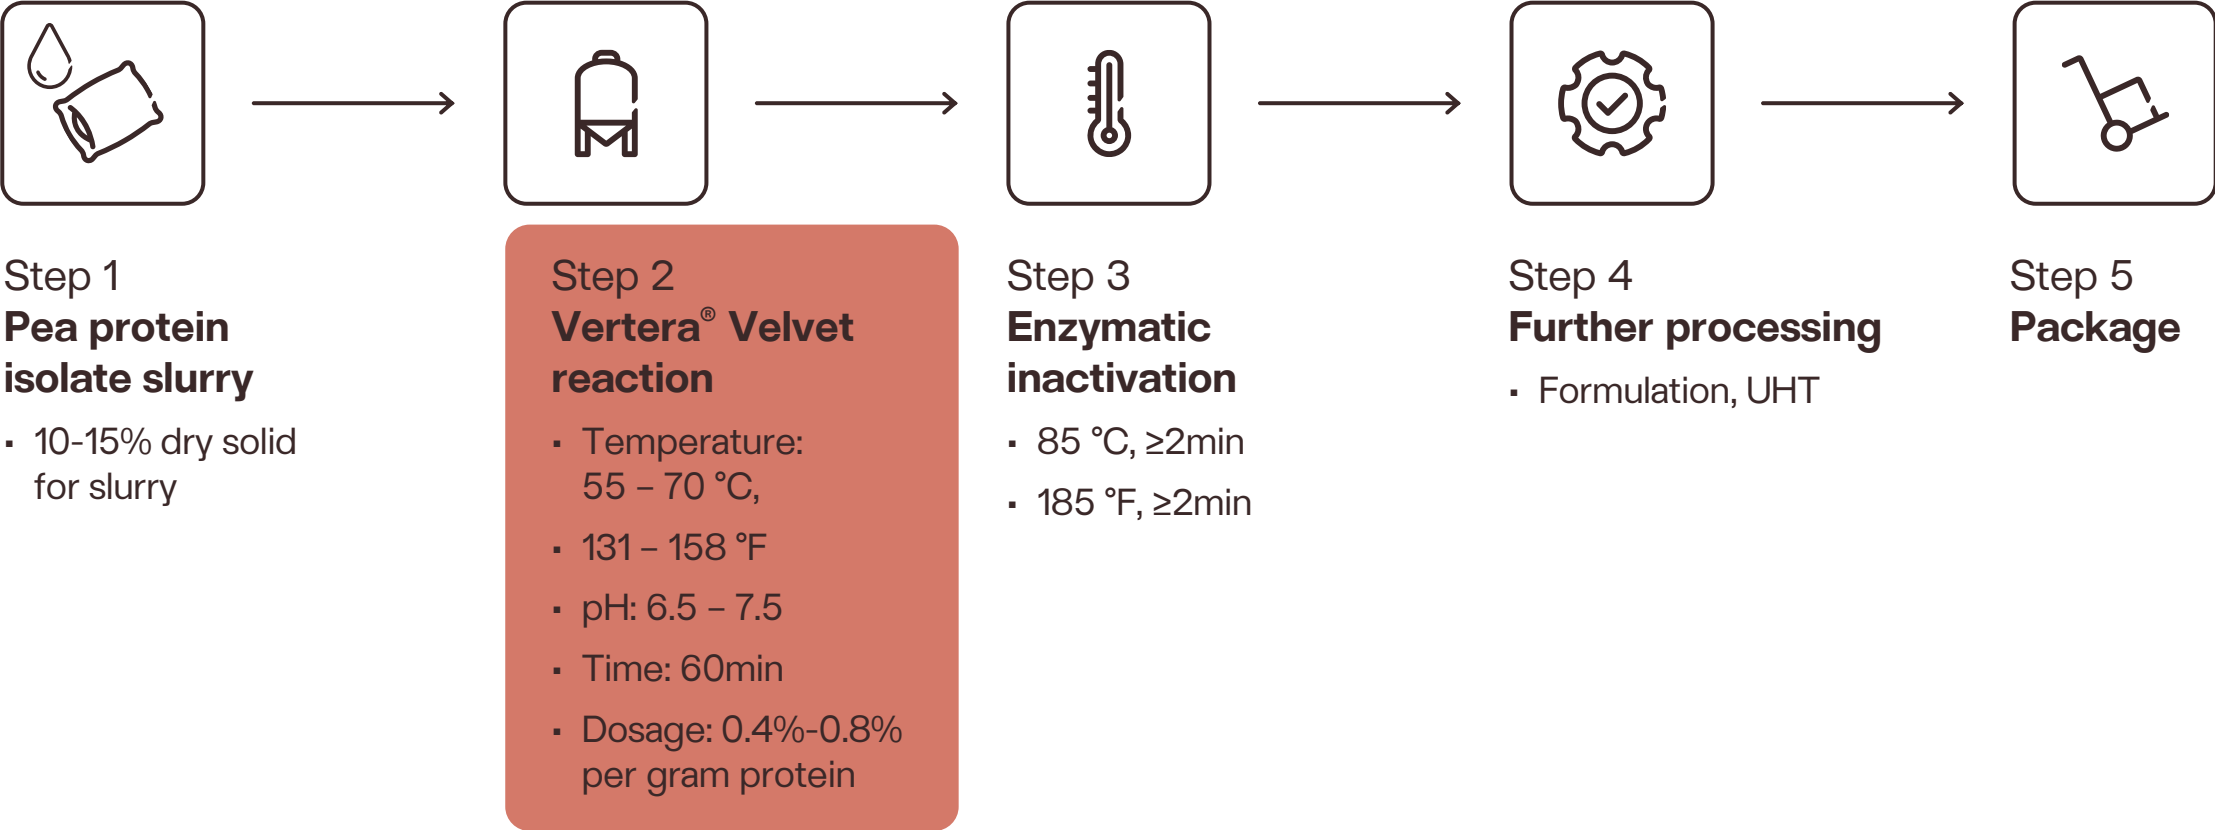 Step 1
Pea protein
isolate slurry
▪ 10-15% dry solid
for slurry
Step 2
Vertera® Velvet
reaction
▪ Temperature:
55 – 70 °C,
▪ 131 – 158 °F
▪ pH: 6.5 – 7.5
▪ Time: 60min
▪ Dosage: 0.4%-0.8%
per gram protein
Step 3
Enzymatic
inactivation
▪ 85 °C, ≥2min
▪ 185 °F, ≥2min
Step 4
Further processing
▪ Formulation, UHT
Step 5
Package